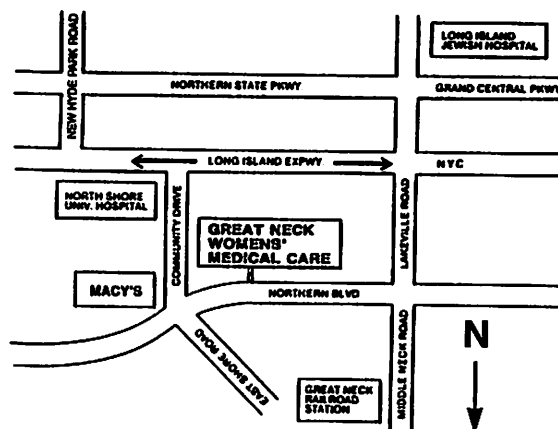 NEW HYDE PARK ROAD
LONG ISLAND
JEWISH HOSPITAL
NORTHERN STATE PKWY
GRAND CENTRAL PKWY
LONG ISLAND EXPWY
NYC
NORTH SHORE
UNIV. HOSPITAL
COMMUNITY DRIVE
GREAT NECK
WOMENS'
MEDICAL CARE
LAKEVILLE ROAD
MACY'S
NORTHERN BLVD
EAST SHORE ROAD
MIDDLE NECK ROAD
N
GREAT NECK
RAILROAD
STATION